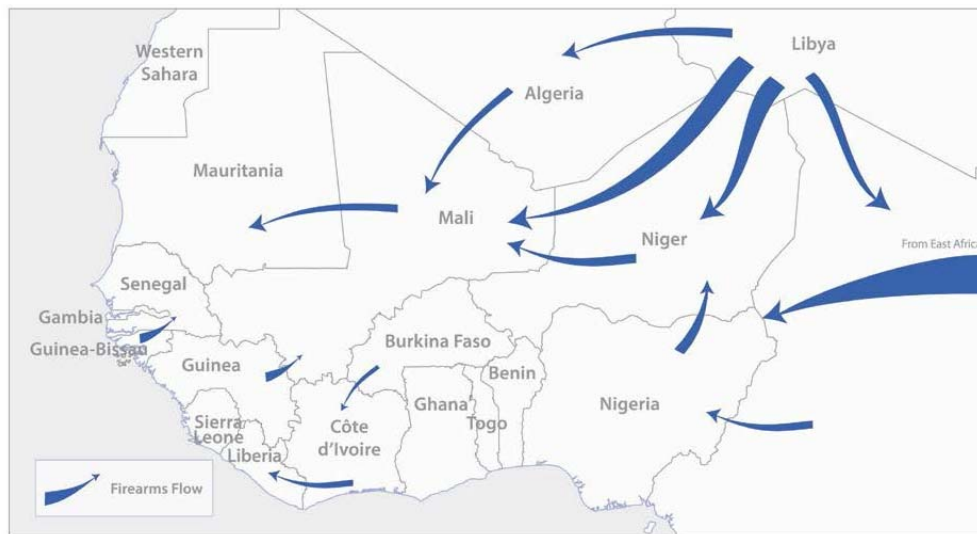 Western
Sahara
Libya
Algeria
Mauritania
Mali
Niger
From East Africa
Senegal
Gambia
Guinea-Bissau
Guinea
Burkina Faso
Benin
Ghana
Togo
Nigeria
Sierra
Leone
Liberia
Côte
d'Ivoire
Firearms Flow